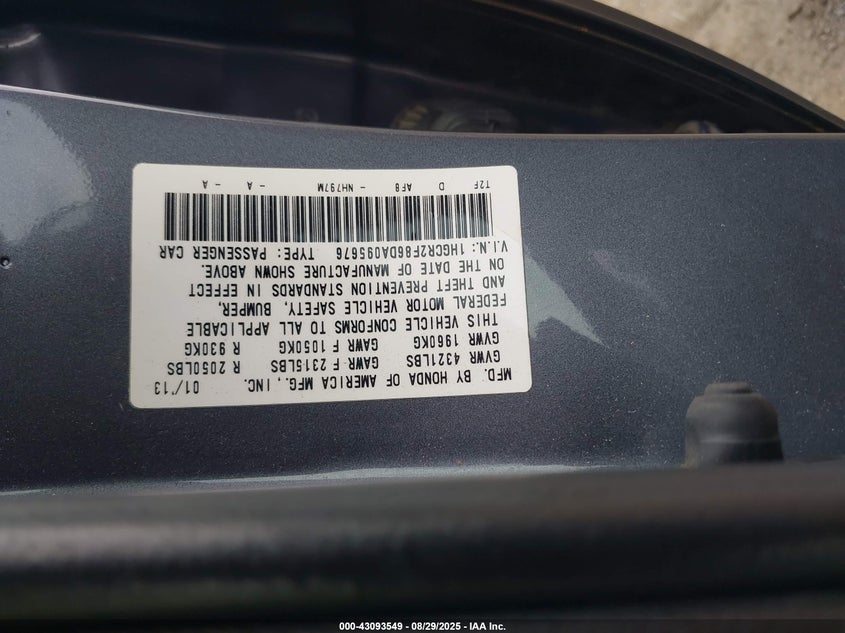 MFD. BY HONDA OF AMERICA MFG., INC. 01/'13
GVWR 4321LBS GAWR F 2315LBS R 2050LBS
GVWR 1960KG GAWR F 1050KG R 930KG
THIS VEHICLE CONFORMS TO ALL APPLICABLE
FEDERAL MOTOR VEHICLE SAFETY, BUMPER,
AND THEFT PREVENTION STANDARDS IN EFFECT
ON THE DATE OF MANUFACTURE SHOWN ABOVE.
V.I.N.: 1HGCR2F86DA095676 TYPE: PASSENGER CAR
T2F D AF8 - NH797M - A - A
000-43093549 - 08/29/2025 - IAA Inc.